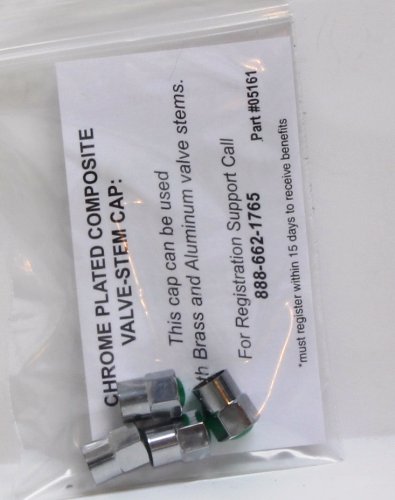 CHROME PLATED COMPOSITE
VALVE-STEM CAP:
This cap can be used
th Brass and Aluminum valve stems.
For Registration Support Call
888-662-1765
Part #05161
*must register within 15 days to receive benefits